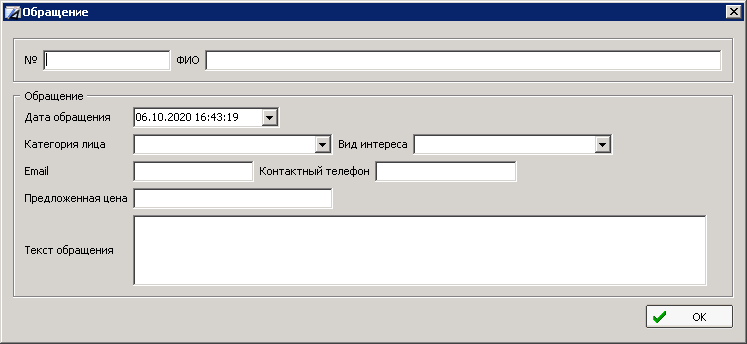 Обращение
№ ФИО
Обращение
Дата обращения 06.10.2020 16:43:19
Категория лица Вид интереса
Email Контактный телефон
Предложенная цена
Текст обращения
OK